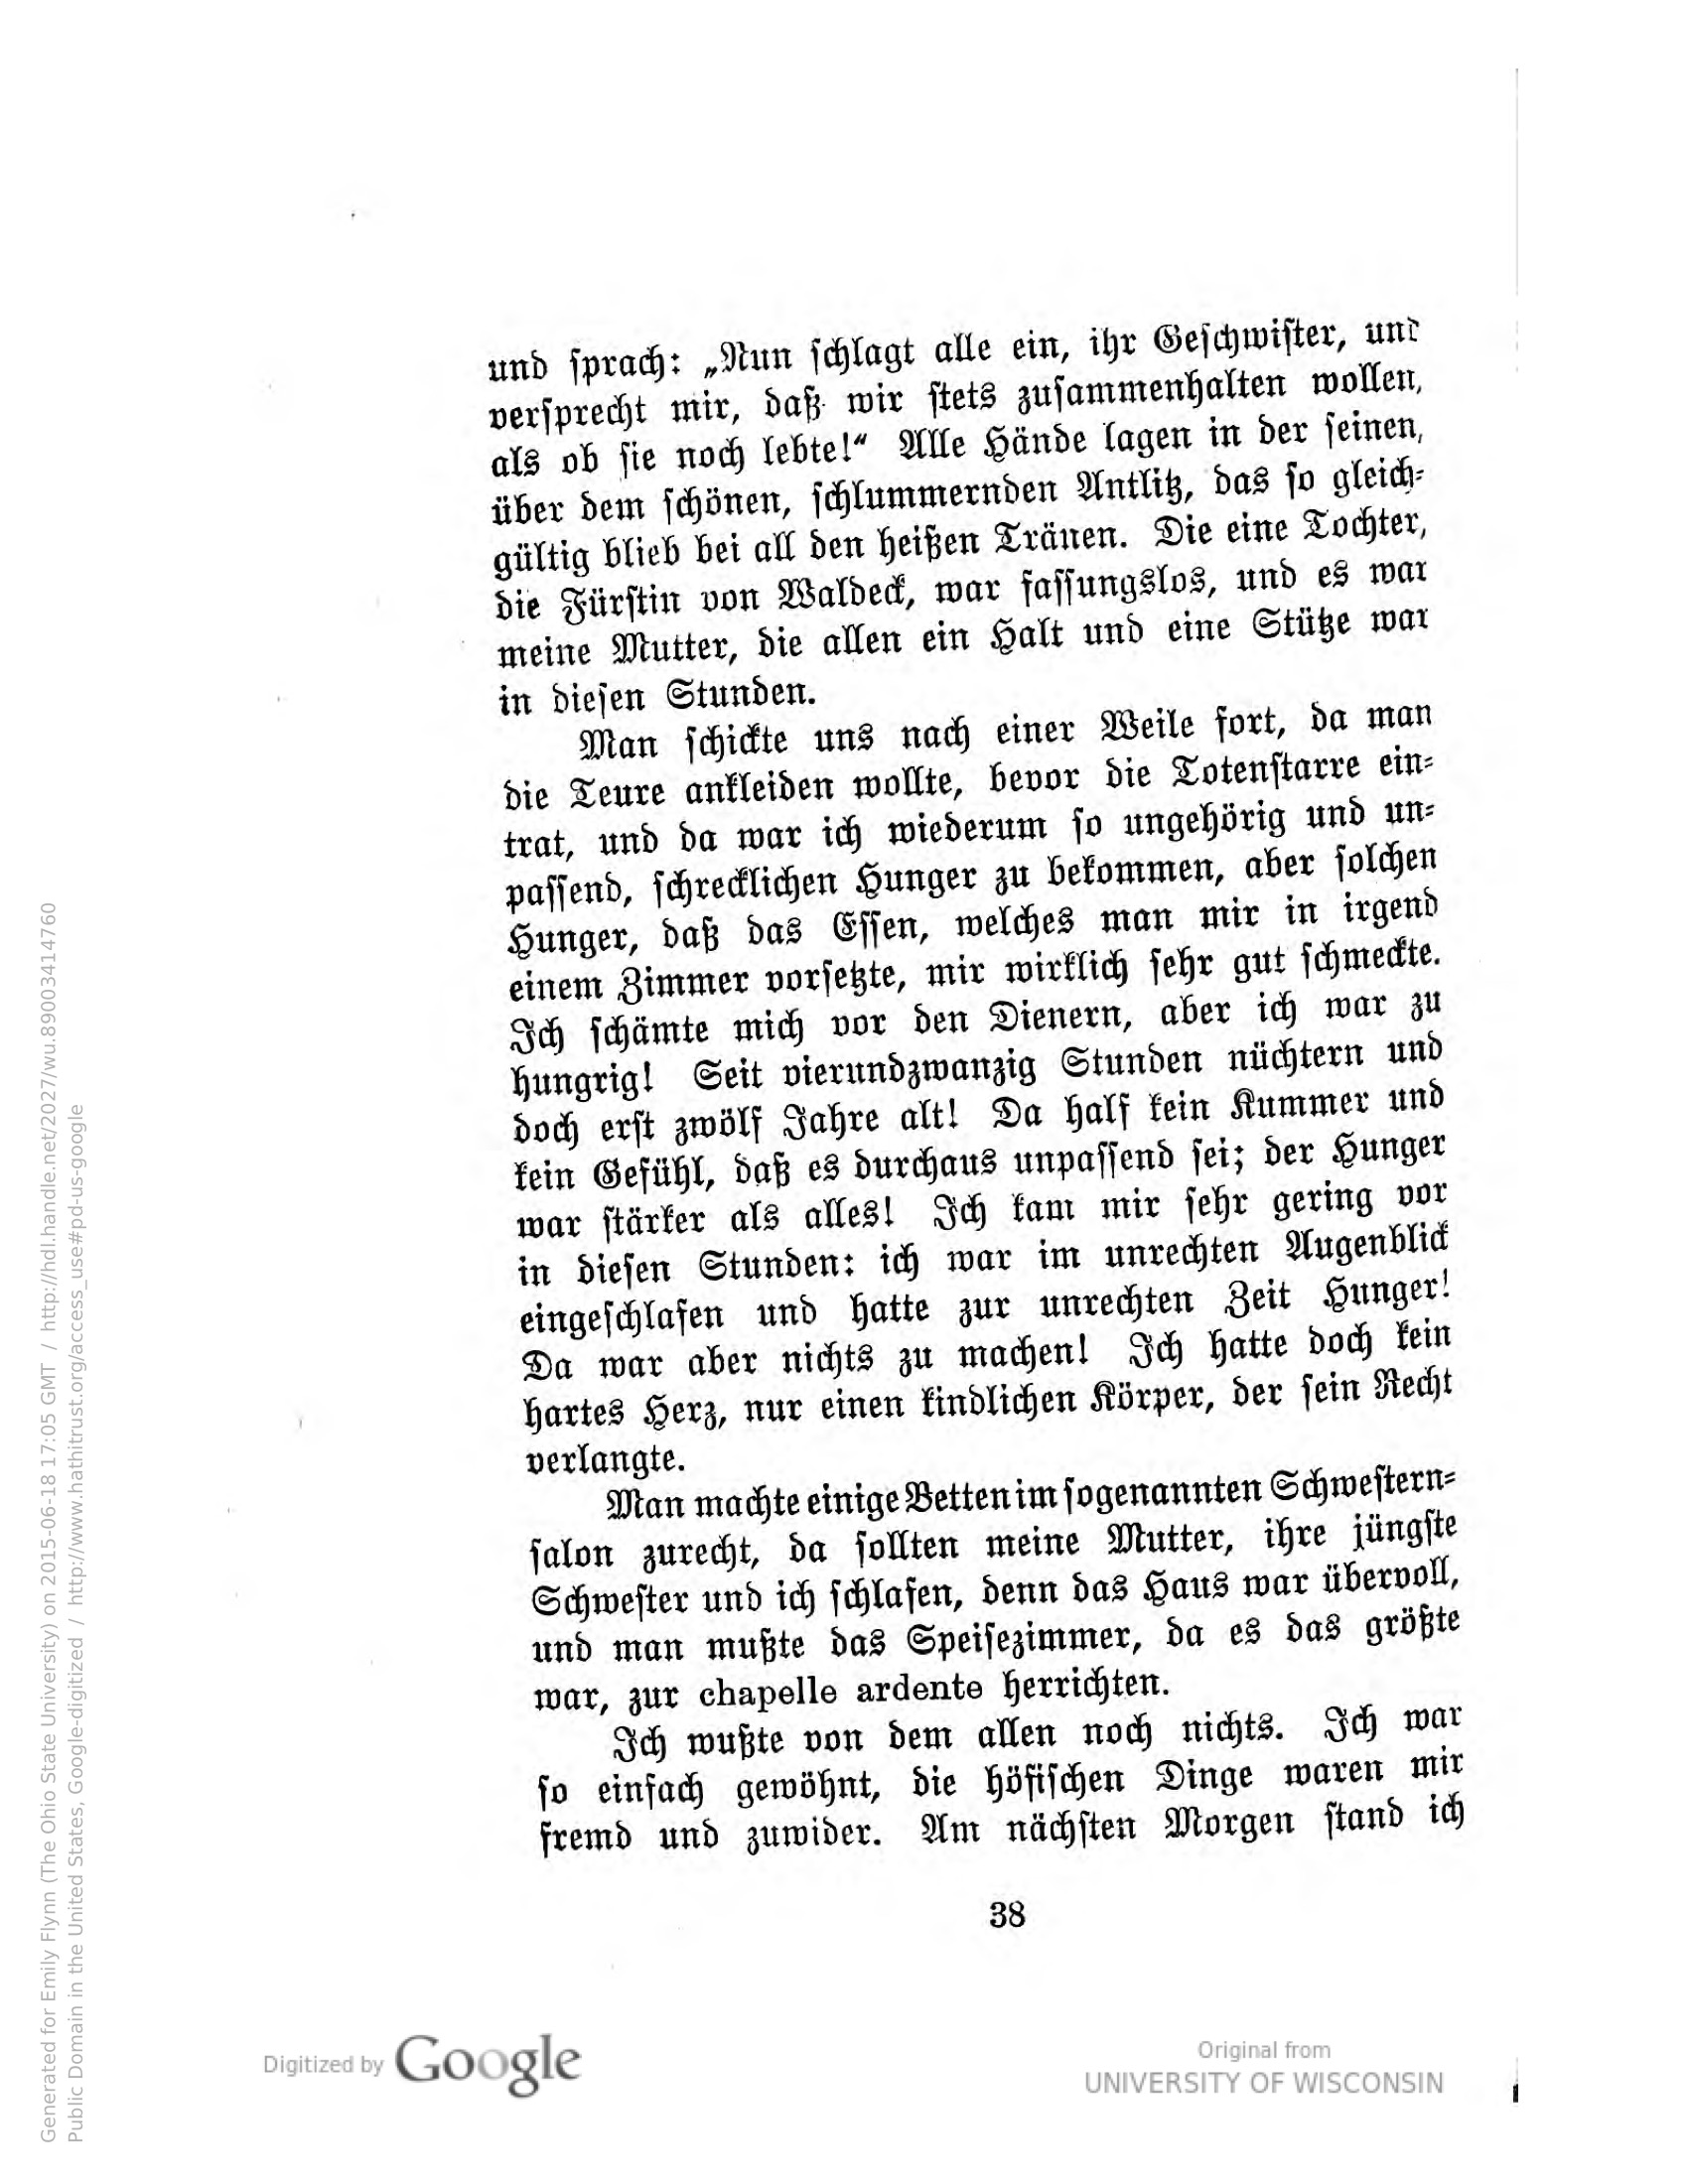 und sprach: „Nun schlagt alle ein, ihr Geschwister, und
versprecht mir, daß wir stets zusammenhalten wollen,
als ob sie noch lebte!“ Alle Hände lagen in der seinen,
über dem schönen, schlummernden Antlitz, das so gleich-
gültig blieb bei all den heißen Tränen. Die eine Tochter,
die Fürstin von Waldeck, war fassungslos, und es war
meine Mutter, die allen ein Halt und eine Stütze war
in diesen Stunden.
Man schickte uns nach einer Weile fort, da man
die Teure ankleiden wollte, bevor die Totenstarre ein-
trat, und da war ich wiederum so ungehörig und un-
passend, schrecklichen Hunger zu bekommen, aber solchen
Hunger, daß das Essen, welches man mir in irgend
einem Zimmer vorsetzte, mir wirklich sehr gut schmeckte.
Ich schämte mich vor den Dienern, aber ich war zu
hungrig! Seit vierundzwanzig Stunden nüchtern und
doch erst zwölf Jahre alt! Da half kein Kummer und
kein Gefühl, daß es durchaus unpassend sei; der Hunger
war stärker als alles! Ich kam mir sehr gering vor
in diesen Stunden: ich war im unrechten Augenblick
eingeschlafen und hatte zur unrechten Zeit Hunger!
Da war aber nichts zu machen! Ich hatte doch kein
hartes Herz, nur einen kindlichen Körper, der sein Recht
verlangte.
Man machte einige Betten im sogenannten Schwestern-
salon zurecht, da sollten meine Mutter, ihre jüngste
Schwester und ich schlafen, denn das Haus war übervoll,
und man mußte das Speisezimmer, da es das größte
war, zur chapelle ardente herrichten.
Ich wußte von dem allen noch nichts. Ich war
so einfach gewöhnt, die höfischen Dinge waren mir
fremd und zuwider. Am nächsten Morgen stand ich
38
Digitized by Google
Original from
UNIVERSITY OF WISCONSIN
Generated for Emily Flynn (The Ohio State University) on 2015-06-18 17:05 GMT / http://hdl.handle.net/2027/wu.89003414760
Public Domain in the United States, Google-digitized / http://www.hathitrust.org/access_use#pd-us-google